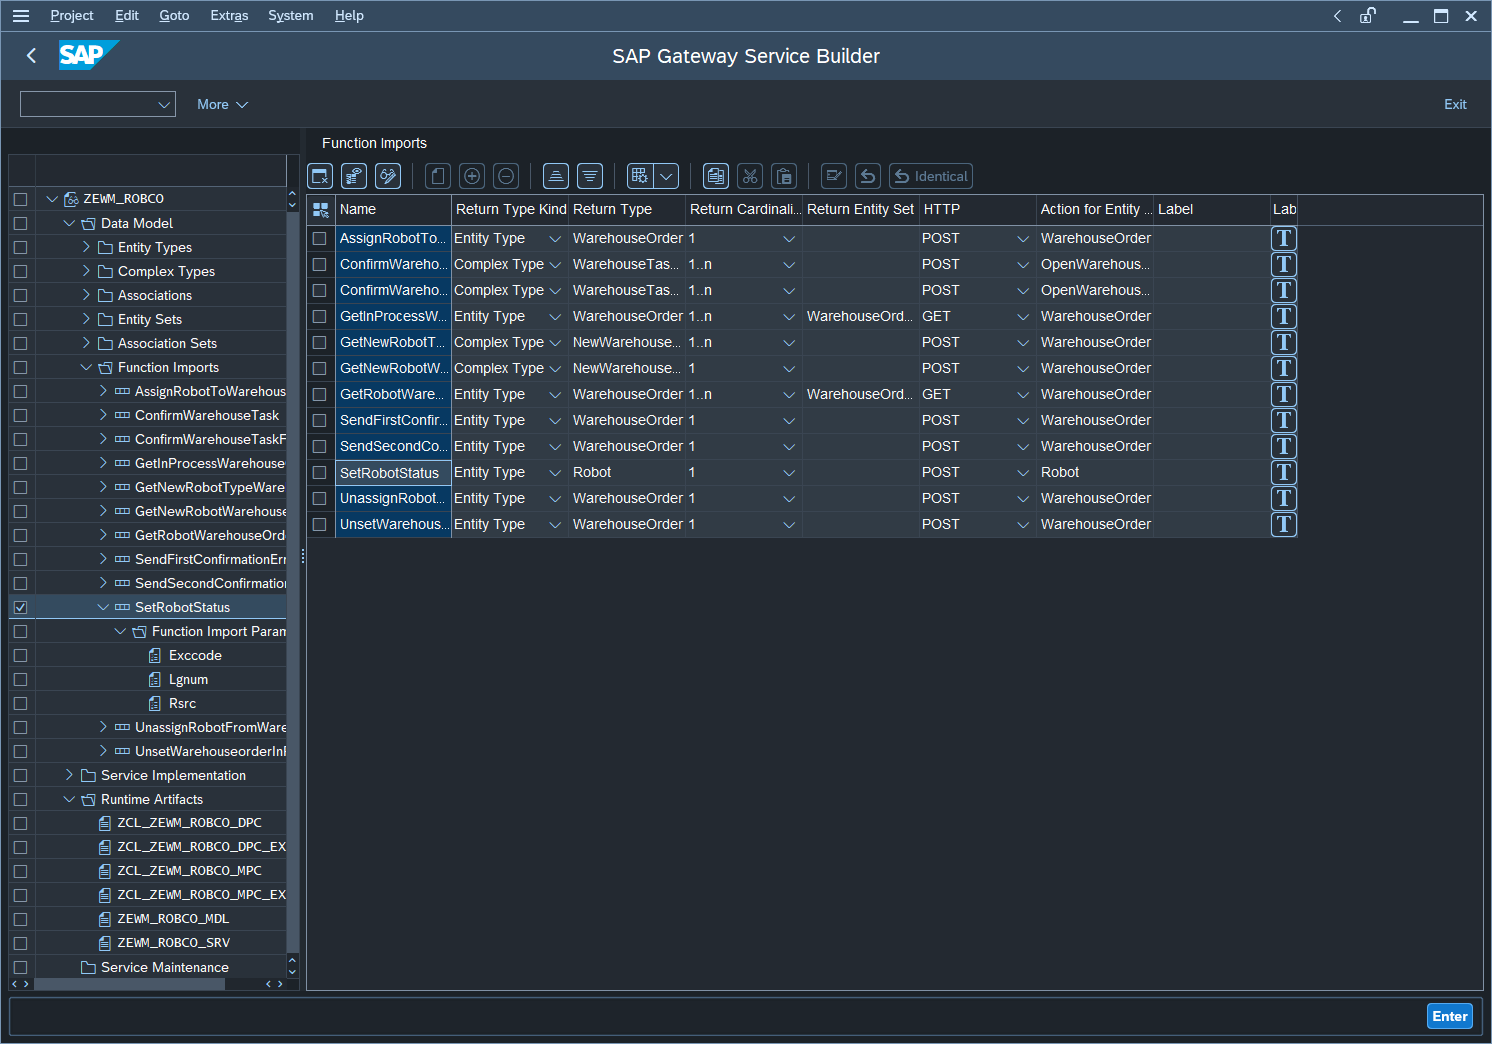 Project Edit Goto Extras System Help
SAP SAP Gateway Service Builder
More Exit
Function Imports
Identical
Name Return Type Kind Return Type Return Cardinali... Return Entity Set HTTP Action for Entity ... Label Lab
AssignRobotTo... Entity Type WarehouseOrder 1 POST WarehouseOrder T
ConfirmWareho... Complex Type WarehouseTas... 1..n POST OpenWarehous... T
ConfirmWareho... Complex Type WarehouseTas... 1..n POST OpenWarehous... T
GetInProcessW... Entity Type WarehouseOrder 1..n WarehouseOrd... GET WarehouseOrder T
GetNewRobotT... Complex Type NewWarehouse... 1..n POST WarehouseOrder T
GetNewRobotW... Complex Type NewWarehouse... 1 POST WarehouseOrder T
GetRobotWare... Entity Type WarehouseOrder 1..n WarehouseOrd... GET WarehouseOrder T
SendFirstConfir... Entity Type WarehouseOrder 1 POST WarehouseOrder T
SendSecondCo... Entity Type WarehouseOrder 1 POST WarehouseOrder T
SetRobotStatus Entity Type Robot 1 POST Robot T
UnassignRobot... Entity Type WarehouseOrder 1 POST WarehouseOrder T
UnsetWarehous... Entity Type WarehouseOrder 1 POST WarehouseOrder T
ZEWM_ROBCO
Data Model
Entity Types
Complex Types
Associations
Entity Sets
Association Sets
Function Imports
AssignRobotToWarehous
ConfirmWarehouseTask
ConfirmWarehouseTaskF
GetInProcessWarehouse
GetNewRobotTypeWare
GetNewRobotWarehouse
GetRobotWarehouseOrd
SendFirstConfirmationErr
SendSecondConfirmatio
SetRobotStatus
Function Import Param
Exccode
Lgnum
Rsrc
UnassignRobotFromWare
UnsetWarehouseorderIn
Service Implementation
Runtime Artifacts
ZCL_ZEWM_ROBCO_DPC
ZCL_ZEWM_ROBCO_DPC_EX
ZCL_ZEWM_ROBCO_MPC
ZCL_ZEWM_ROBCO_MPC_EX
ZEWM_ROBCO_MDL
ZEWM_ROBCO_SRV
Service Maintenance
Enter